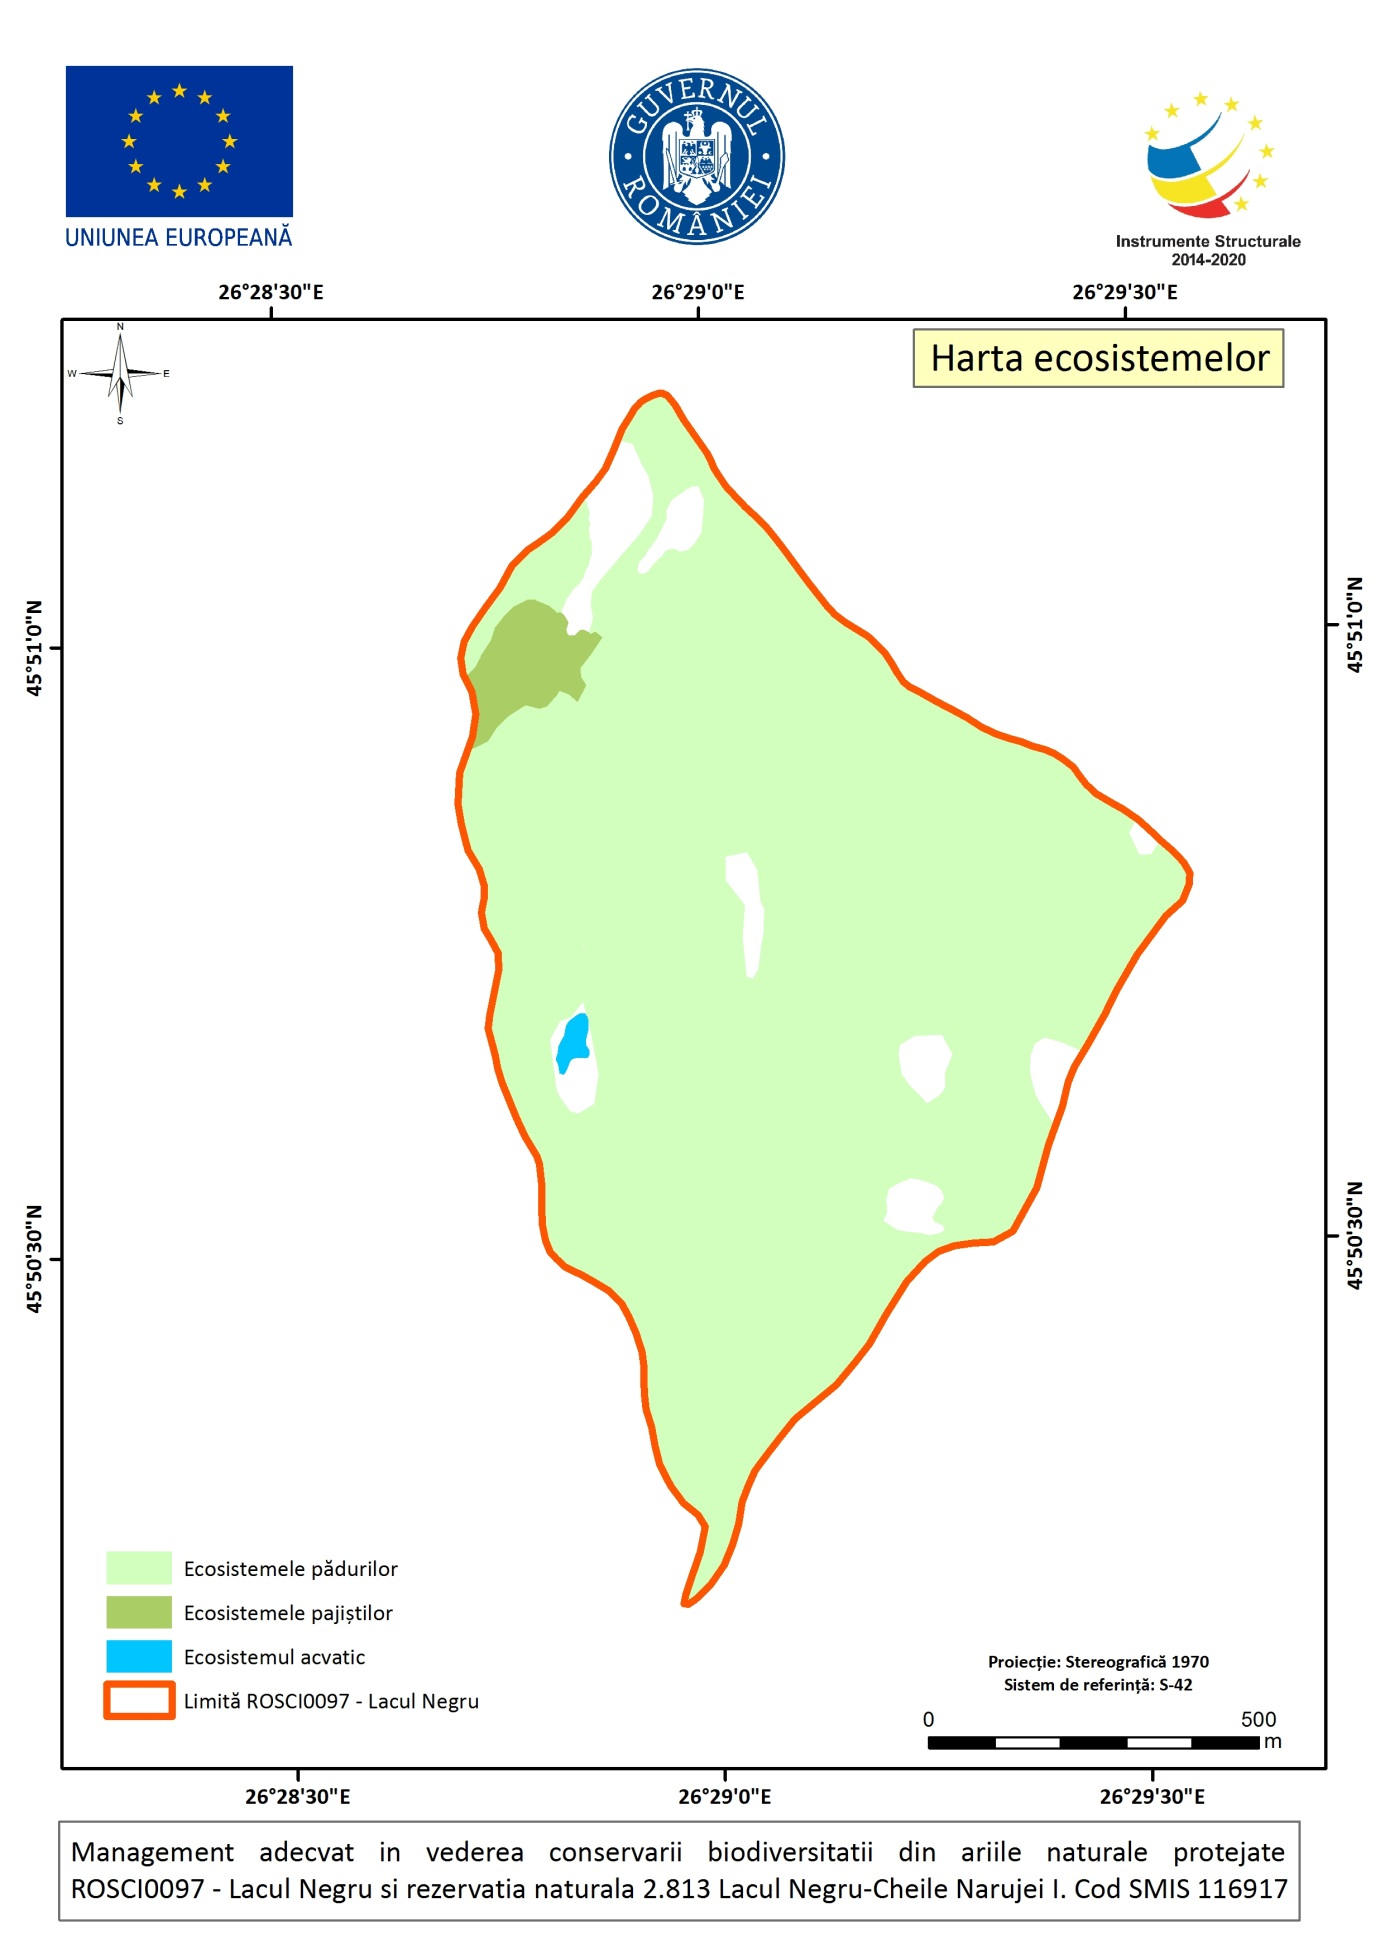 UNIUNEA EUROPEANĂ
GUVERNUL ROMÂNIEI
Instrumente Structurale
2014-2020
26°28'30"E
26°29'0"E
26°29'30"E
N
W
E
S
Harta ecosistemelor
45°51'0"N
45°51'0"N
45°50'30"N
45°50'30"N
Ecosistemele pădurilor
Ecosistemele pajiștilor
Ecosistemul acvatic
Limită ROSCI0097 - Lacul Negru
Proiecție: Stereografică 1970
Sistem de referință: S-42
0
500
m
26°28'30"E
26°29'0"E
26°29'30"E
Management adecvat in vederea conservarii biodiversitatii din ariile naturale protejate
ROSCI0097 - Lacul Negru si rezervatia naturala 2.813 Lacul Negru-Cheile Narujei I. Cod SMIS 116917